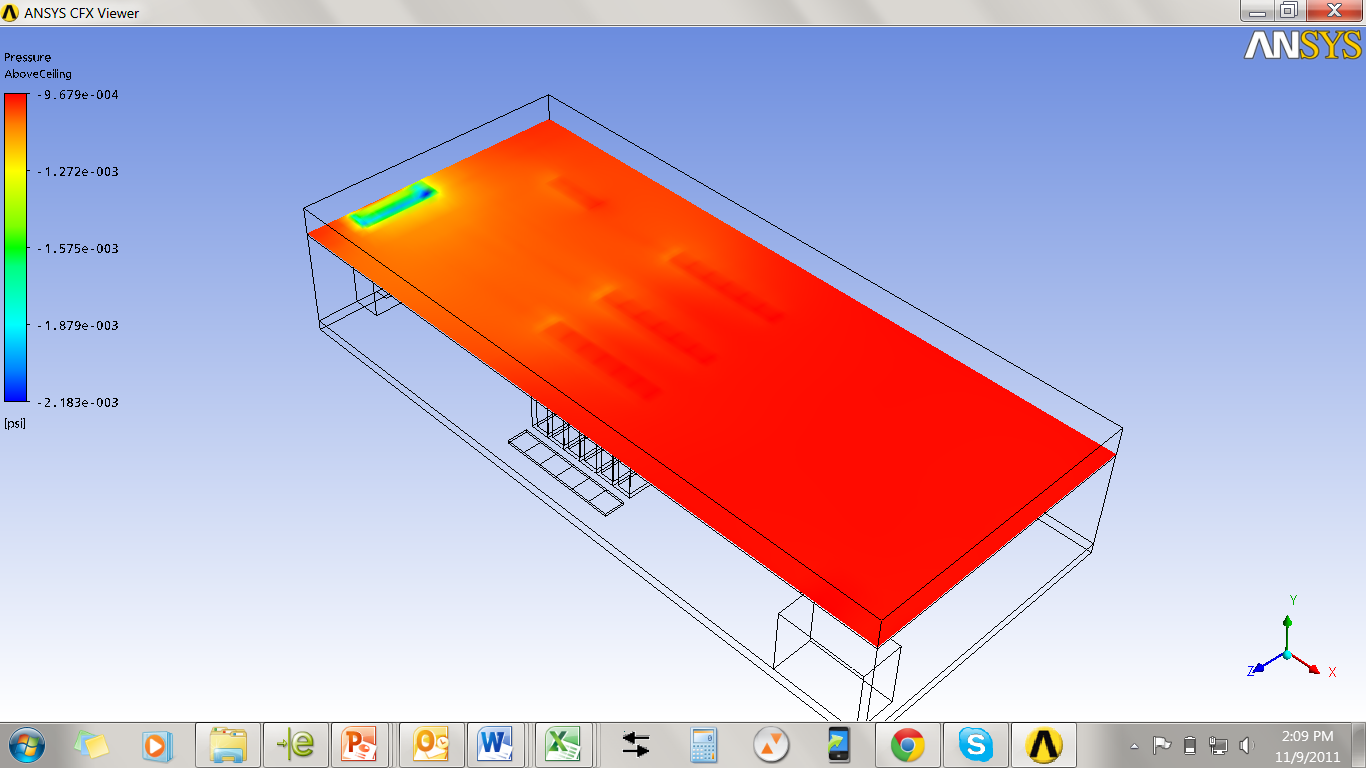 ANSYS CFX Viewer
ANSYS
Pressure
AboveCeiling
-9.679e-004
-1.272e-003
-1.575e-003
-1.879e-003
-2.183e-003
[psi]
Y
Z
X
2:09 PM
11/9/2011